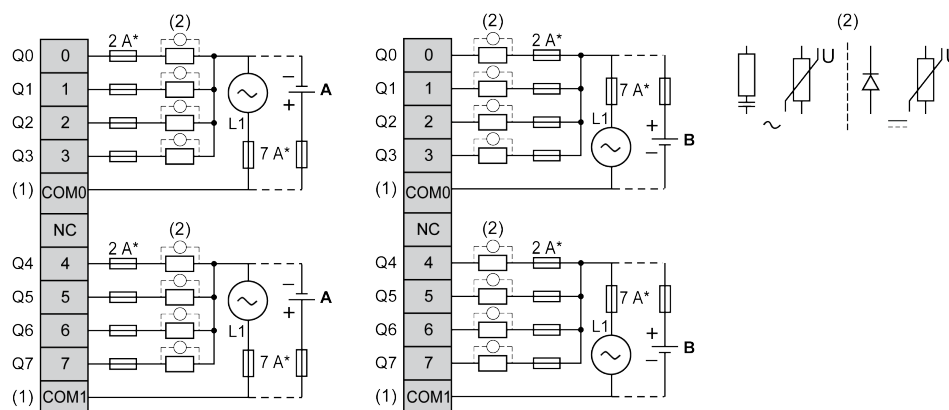 (2) (2) (2)
Q0 0 2 A* Q0 0 2 A*
U U
Q1 1 − A Q1 1 7 A*
+
Q2 2 L1 Q2 2 +
Q3 3 7 A* Q3 3 L1 − B
(1) COM0 (1) COM0
NC NC
(2) (2)
Q4 4 2 A* Q4 4 2 A*
Q5 5 − A Q5 5 7 A*
+
Q6 6 L1 Q6 6 L1 +
Q7 7 7 A* Q7 7 − B
(1) COM1 (1) COM1